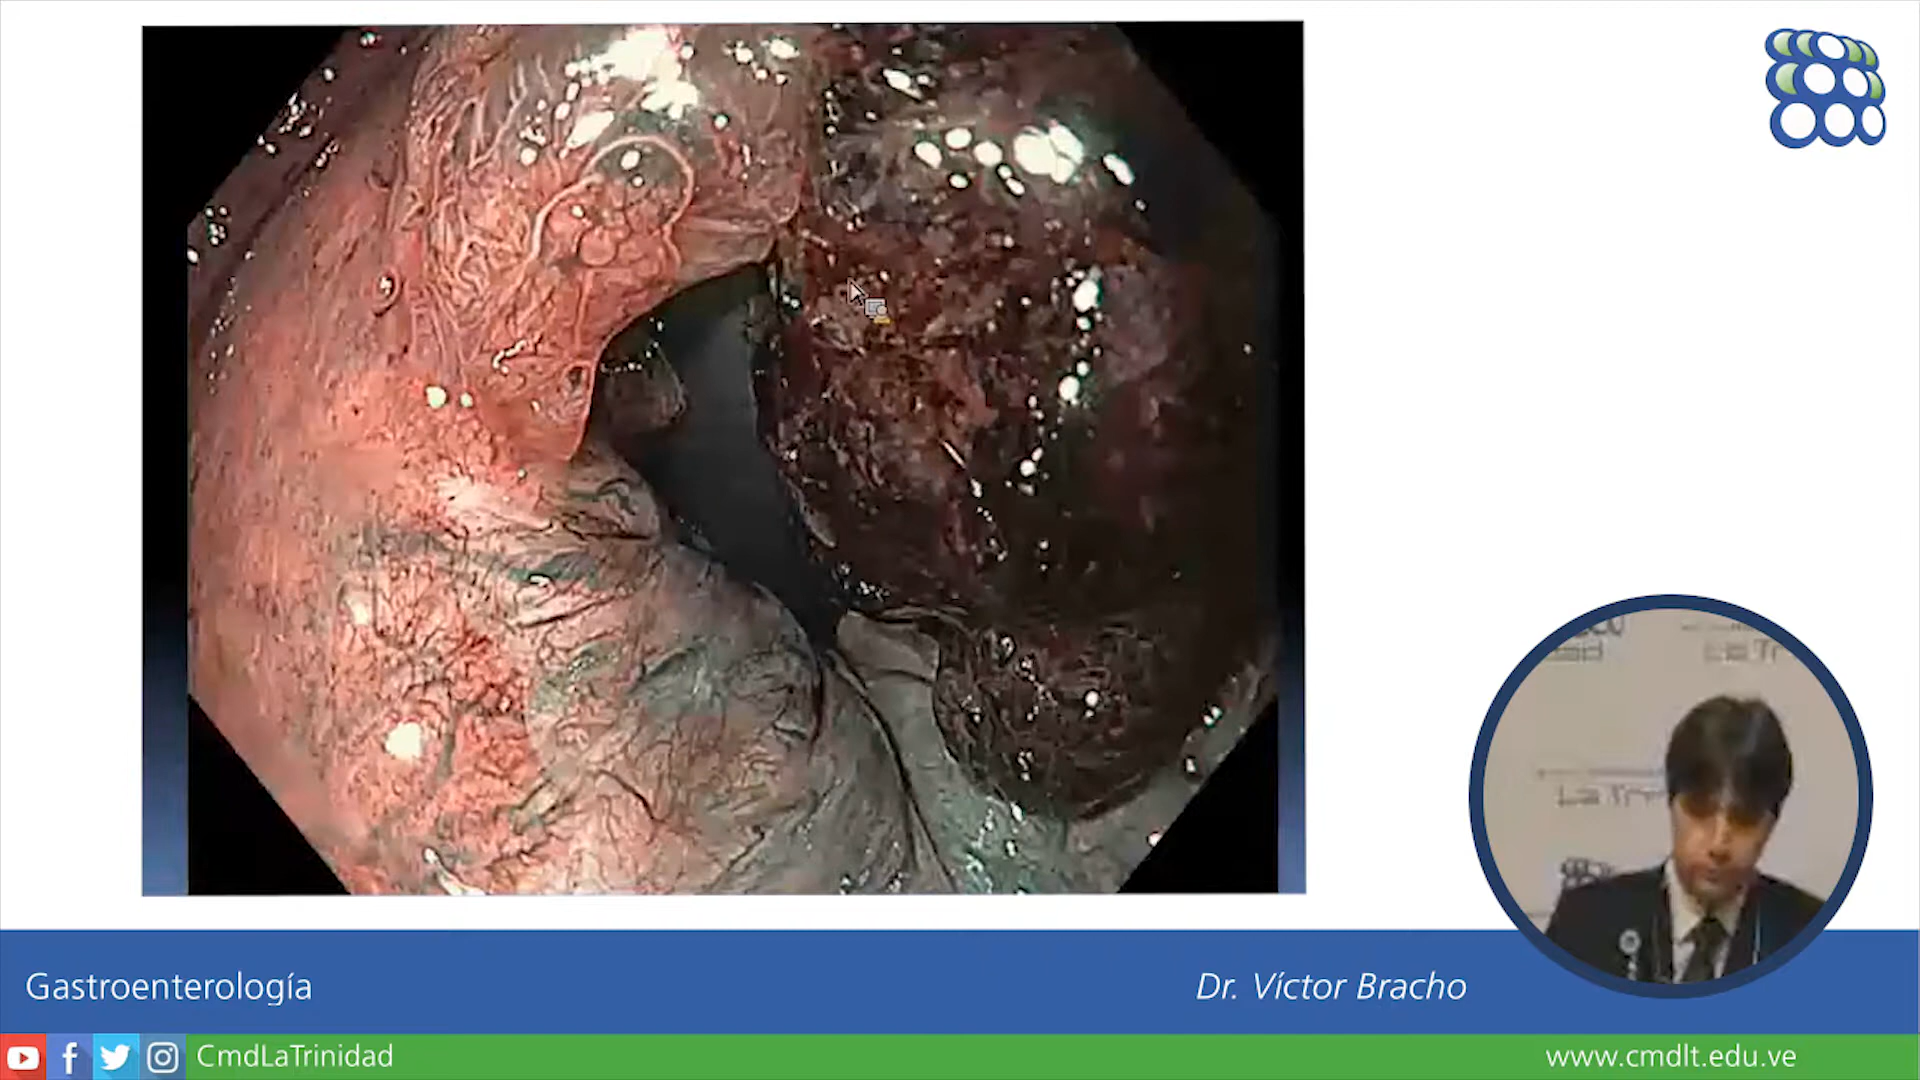 Gastroenterología
Dr. Víctor Bracho
CmdLaTrinidad
www.cmdlt.edu.ve